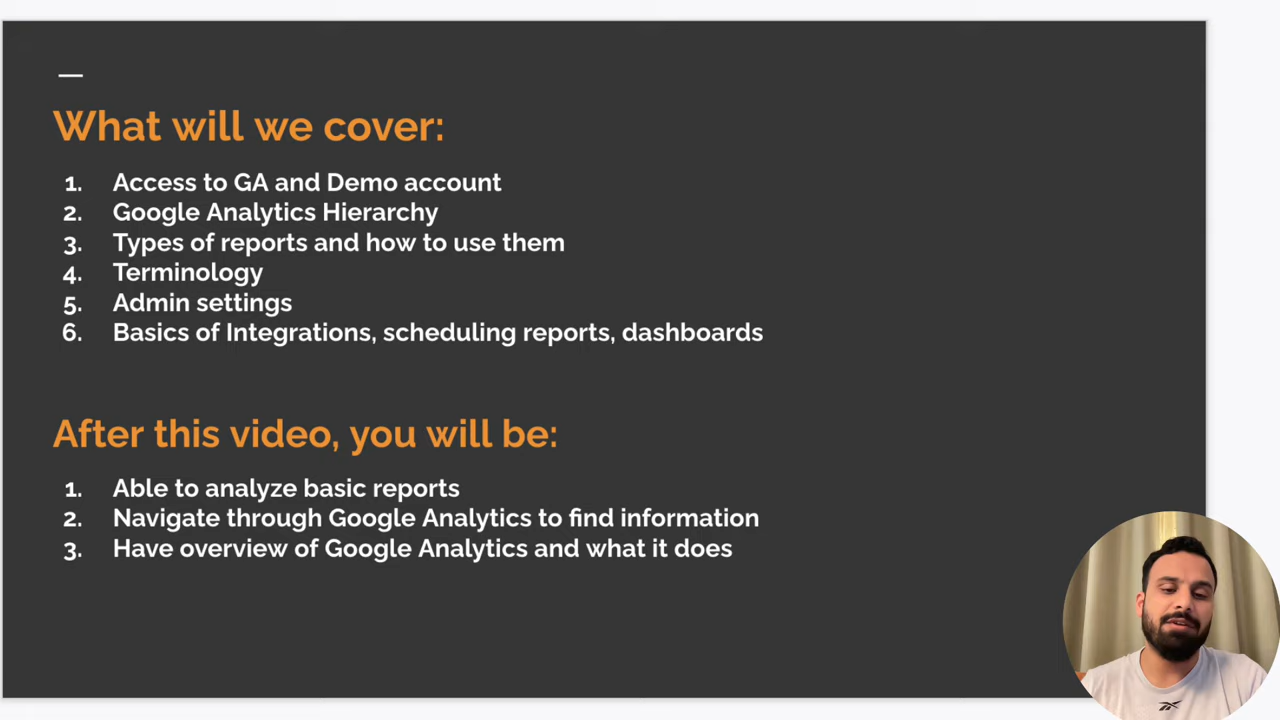 What will we cover:
1. Access to GA and Demo account
2. Google Analytics Hierarchy
3. Types of reports and how to use them
4. Terminology
5. Admin settings
6. Basics of Integrations, scheduling reports, dashboards
After this video, you will be:
1. Able to analyze basic reports
2. Navigate through Google Analytics to find information
3. Have overview of Google Analytics and what it does